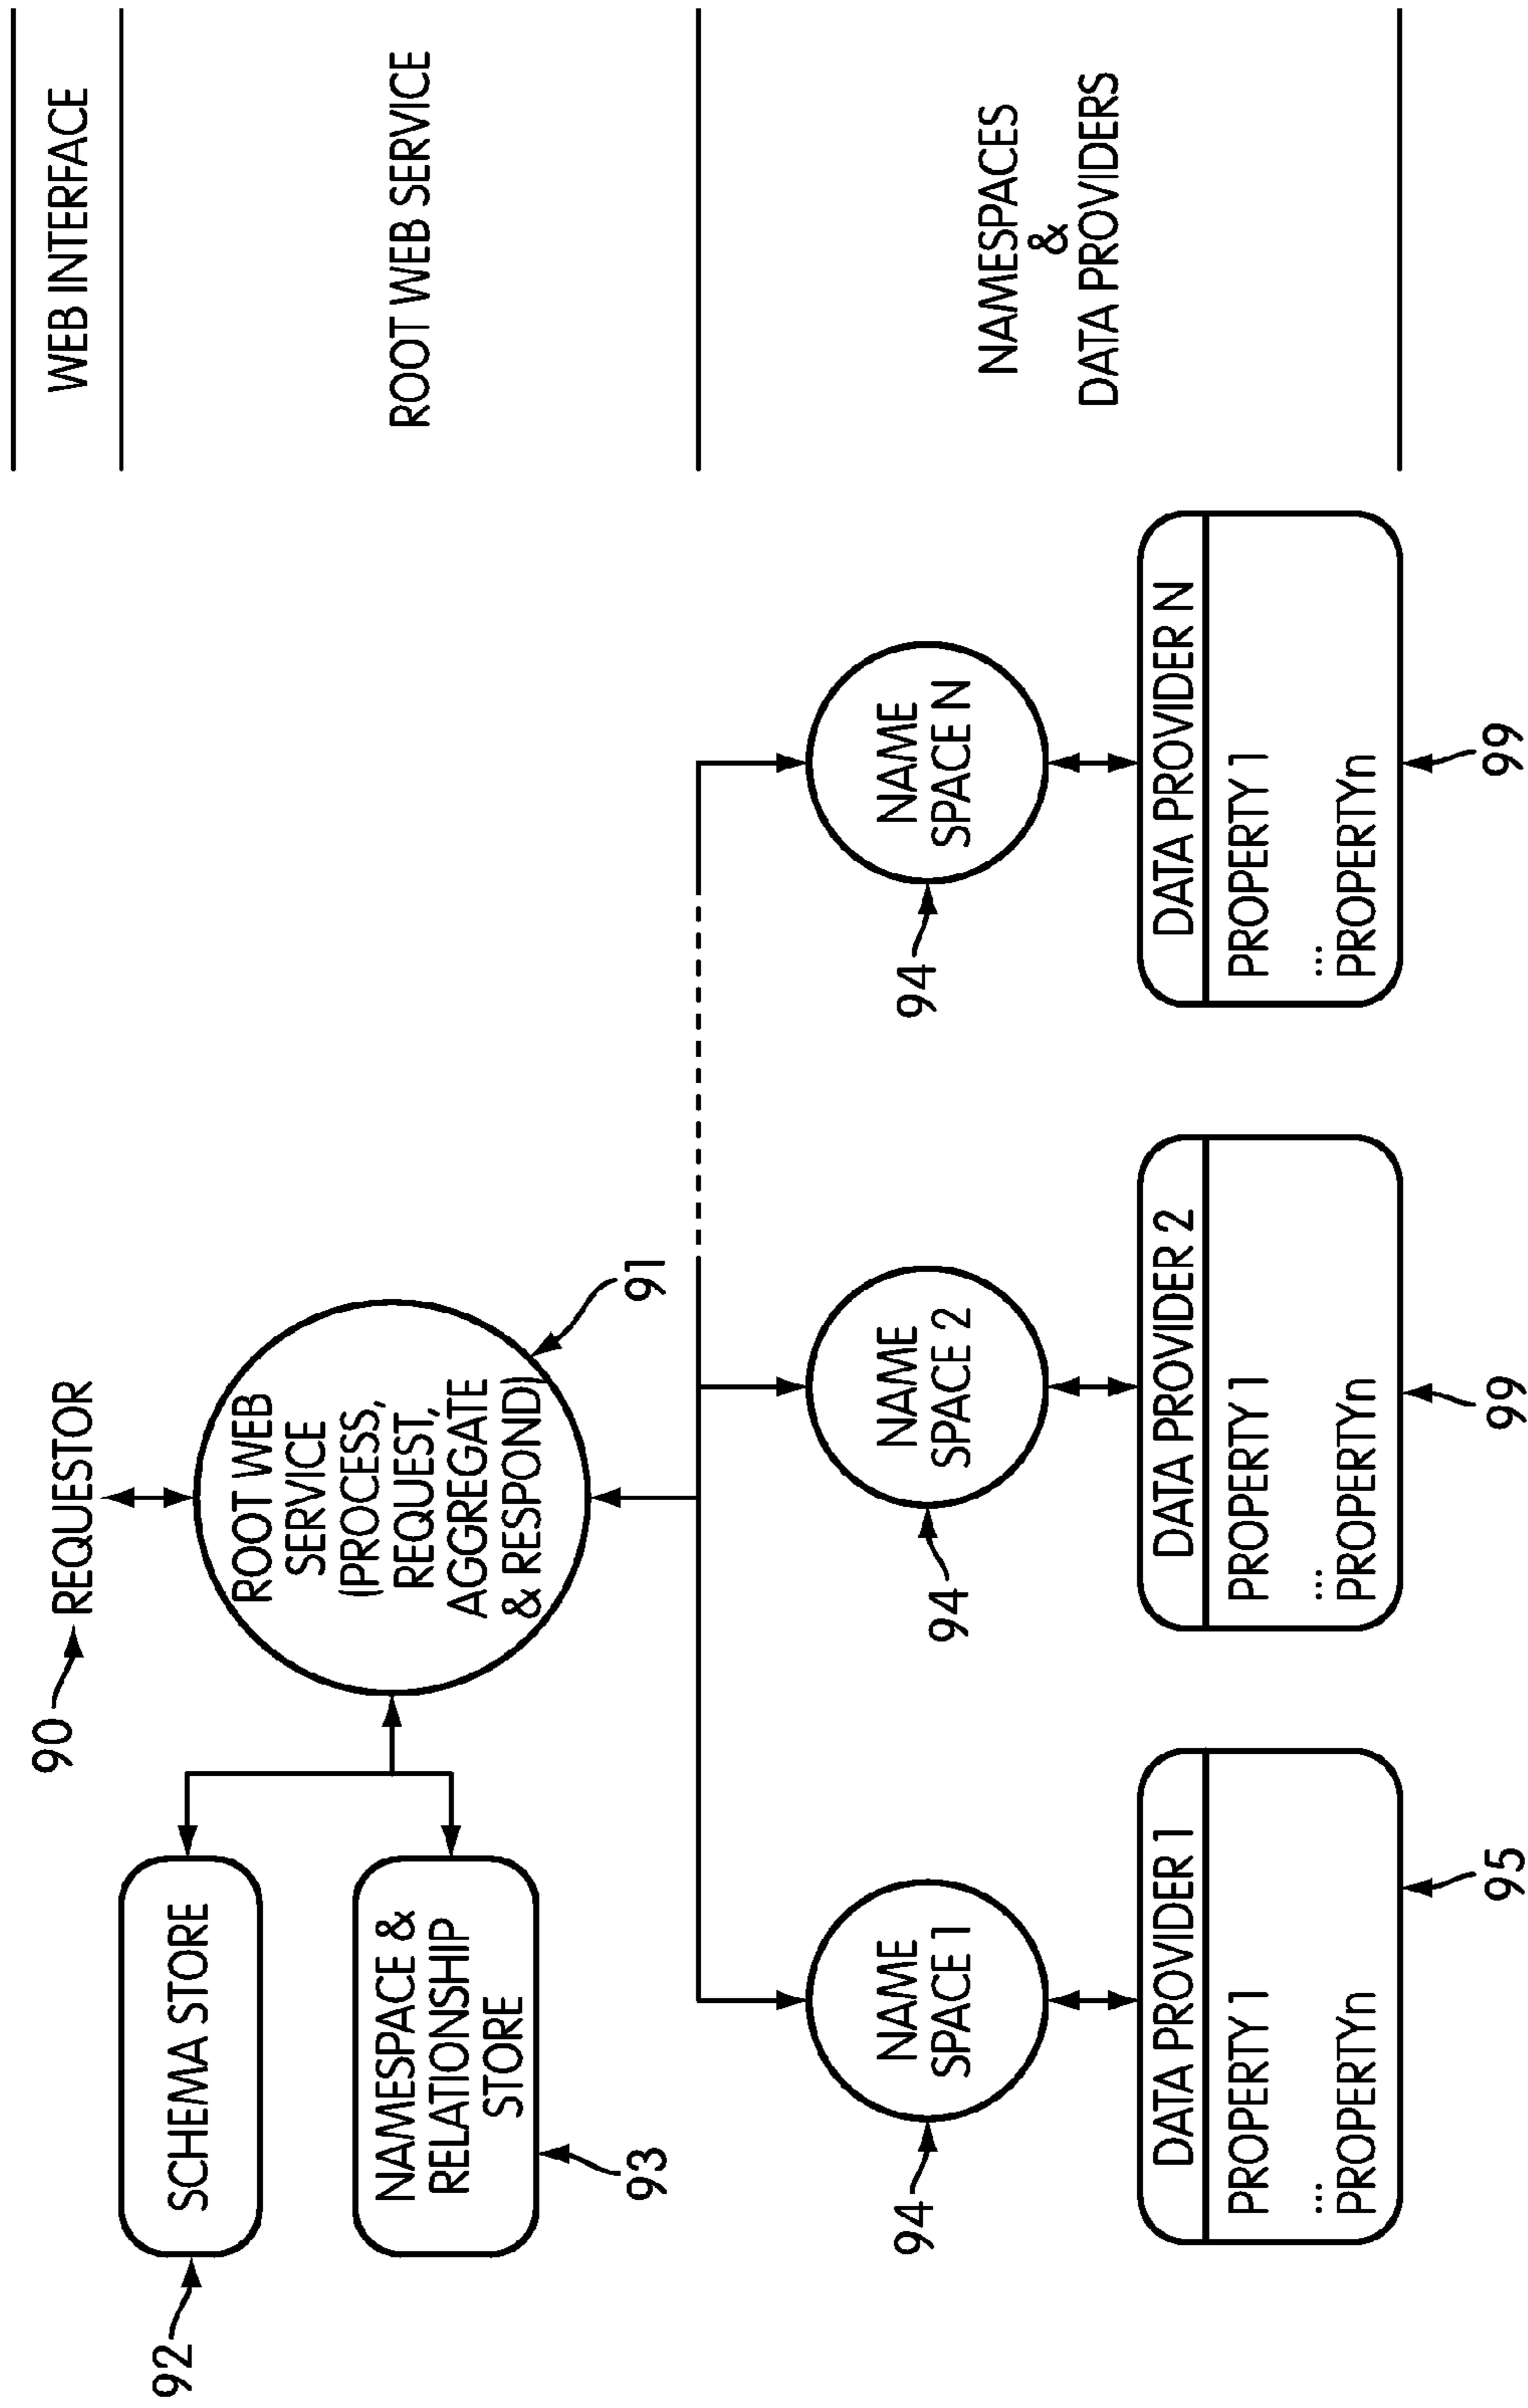 90
REQUESTOR
WEB INTERFACE
92
SCHEMA STORE
NAMESPACE &
RELATIONSHIP
STORE
93
ROOT WEB
SERVICE
(PROCESS,
REQUEST,
AGGREGATE
& RESPOND)
91
ROOT WEB SERVICE
94
NAME
SPACE 1
94
NAME
SPACE 2
94
NAME
SPACE N
NAMESPACES
&
DATA PROVIDERS
DATA PROVIDER 1
PROPERTY 1
...
PROPERTYn
95
DATA PROVIDER 2
PROPERTY 1
...
PROPERTYn
99
DATA PROVIDER N
PROPERTY 1
...
PROPERTYn
99